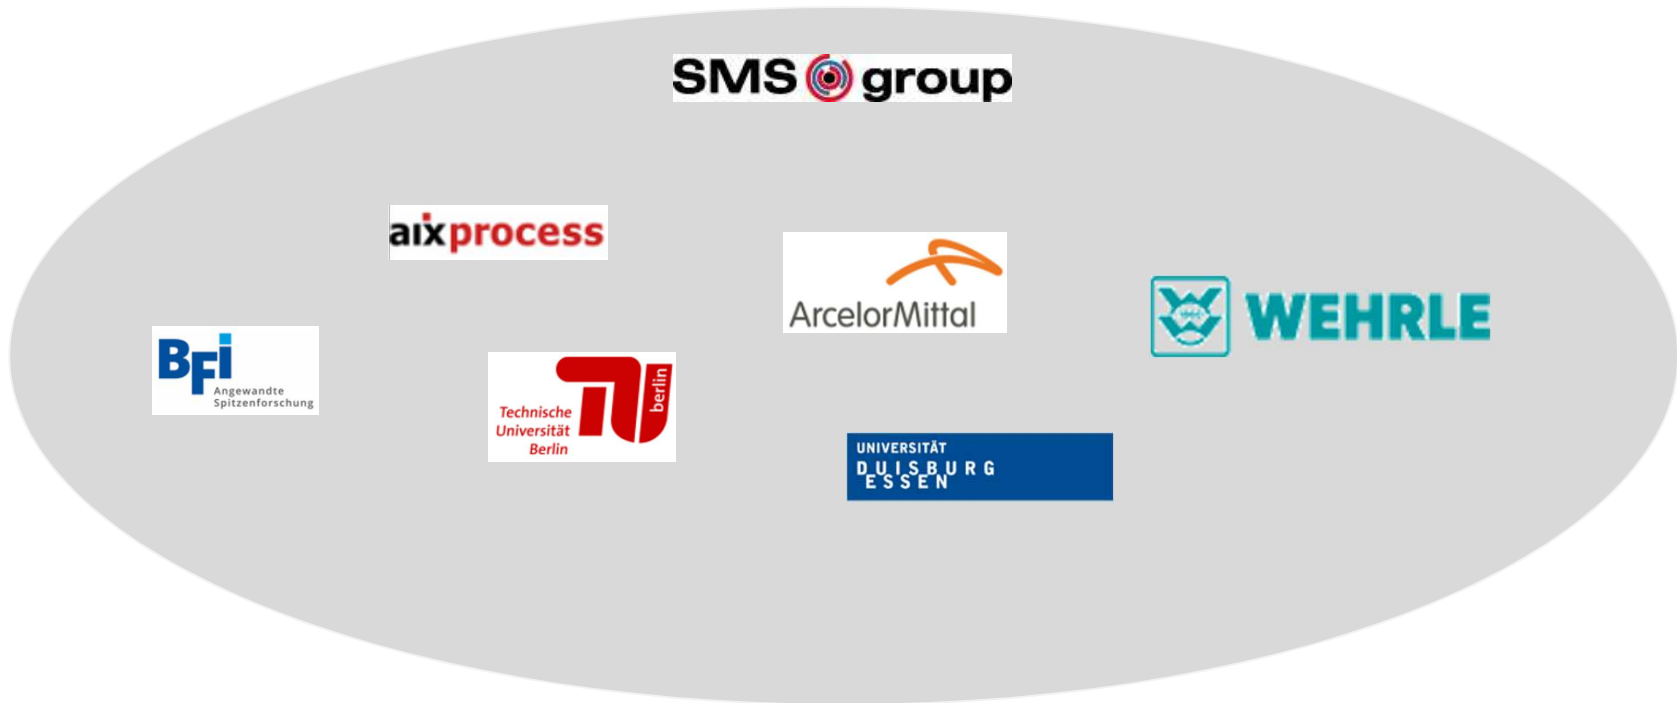 SMS group
aixprocess
ArcelorMittal
WEHRLE
BFI
Angewandte
Spitzenforschung
Technische
Universität
Berlin
berlin
UNIVERSITÄT
DUISBURG
ESSEN